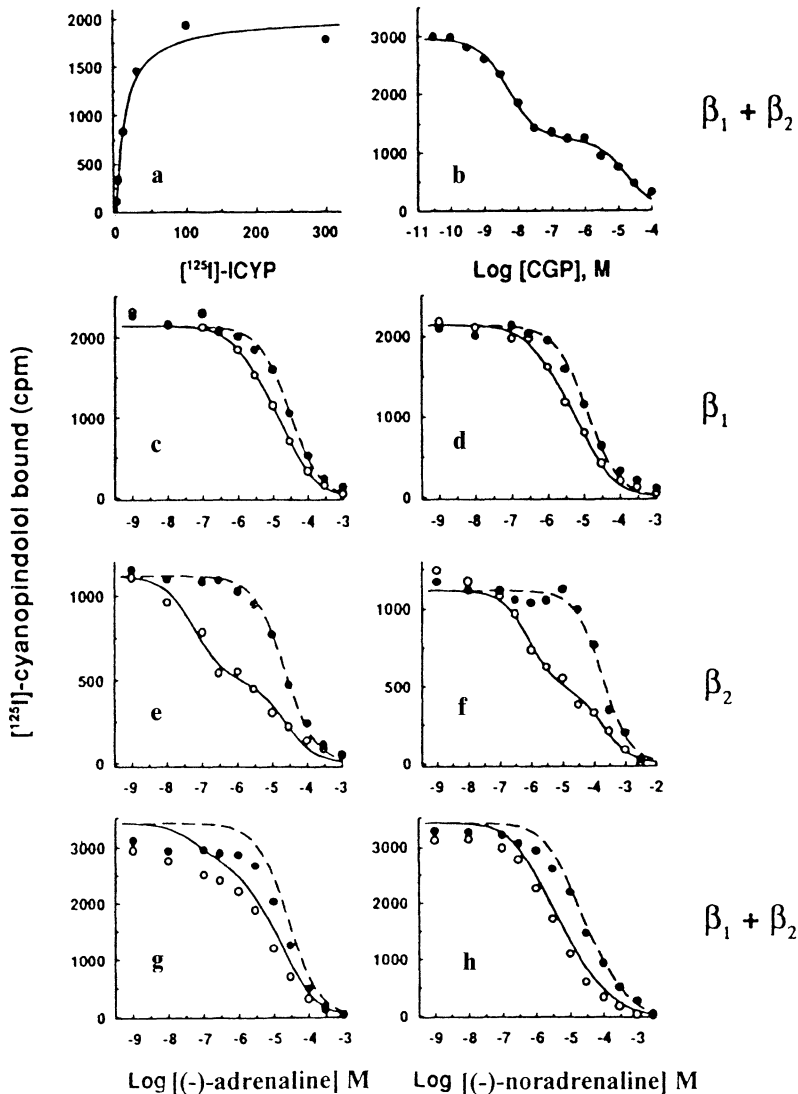 2000
1500
1000
500
0
a
0 100 200 300
[¹²⁵I]-ICYP
3000
2000
1000
0
b
-11 -10 -9 -8 -7 -6 -5 -4
Log [CGP], M
β₁ + β₂
[¹²⁵I]-cyanopindolol bound (cpm)
2000
1000
0
c
-9 -8 -7 -6 -5 -4 -3
2000
1000
0
d
-9 -8 -7 -6 -5 -4 -3
β₁
1000
500
0
e
-9 -8 -7 -6 -5 -4 -3
1000
500
0
f
-9 -8 -7 -6 -5 -4 -3 -2
β₂
3000
2000
1000
0
g
-9 -8 -7 -6 -5 -4 -3
3000
2000
1000
0
h
-9 -8 -7 -6 -5 -4 -3
β₁ + β₂
Log [(-)-adrenaline] M
Log [(-)-noradrenaline] M